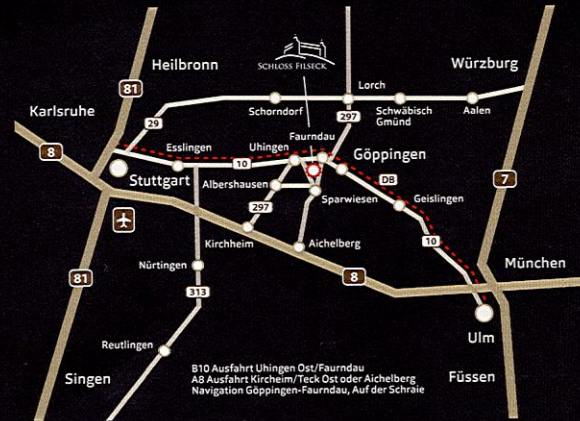 SCHLOSS FILSECK
Heilbronn
Würzburg
81
Karlsruhe
Lorch
29
Schorndorf
297
Schwäbisch
Gmünd
Aalen
Faurndau
8
Esslingen
Uhingen
10
Göppingen
Stuttgart
Albershausen
DB
7
Sparwiesen
Geislingen
297
Kirchheim
Aichelberg
10
Nürtingen
8
München
81
313
Ulm
Reutlingen
Singen
Füssen
B10 Ausfahrt Uhingen Ost/Faurndau
A8 Ausfahrt Kircheim/Teck Ost oder Aichelberg
Navigation Göppingen-Faurndau, Auf der Schraie